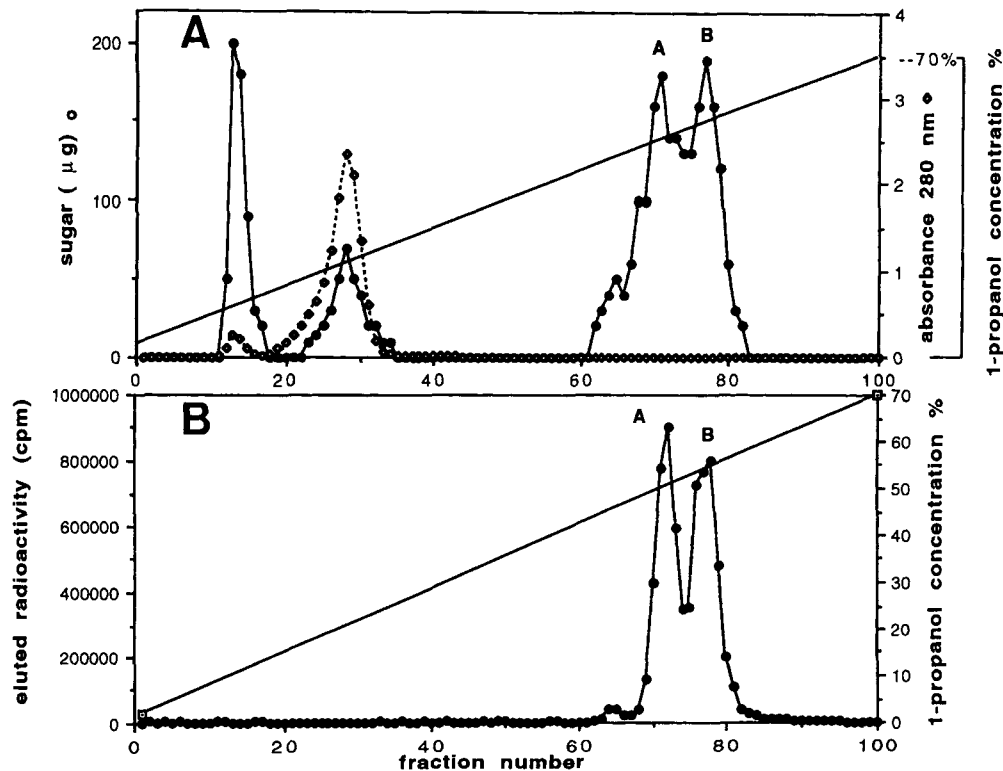 A
sugar ( µg) o
200
100
0
A
B
4
3
2
1
0
--70%
absorbance 280 nm
1-propanol concentration %
0 20 40 60 80 100
B
eluted radioactivity (cpm)
1000000
800000
600000
400000
200000
0
A
B
70
60
50
40
30
20
10
0
1-propanol concentration %
0 20 40 60 80 100
fraction number